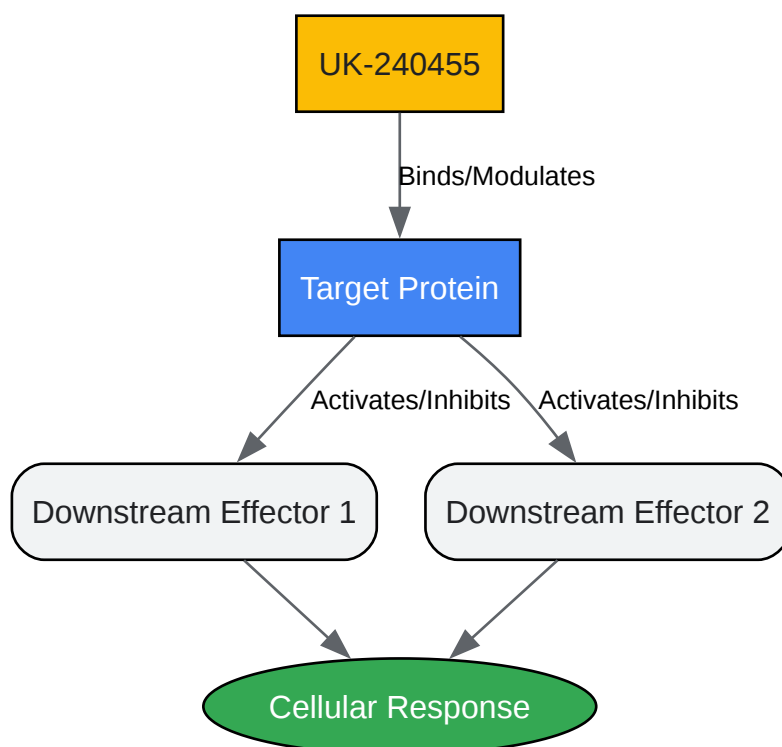 UK-240455
Binds/Modulates
Target Protein
Activates/Inhibits
Activates/Inhibits
Downstream Effector 1
Downstream Effector 2
Cellular Response